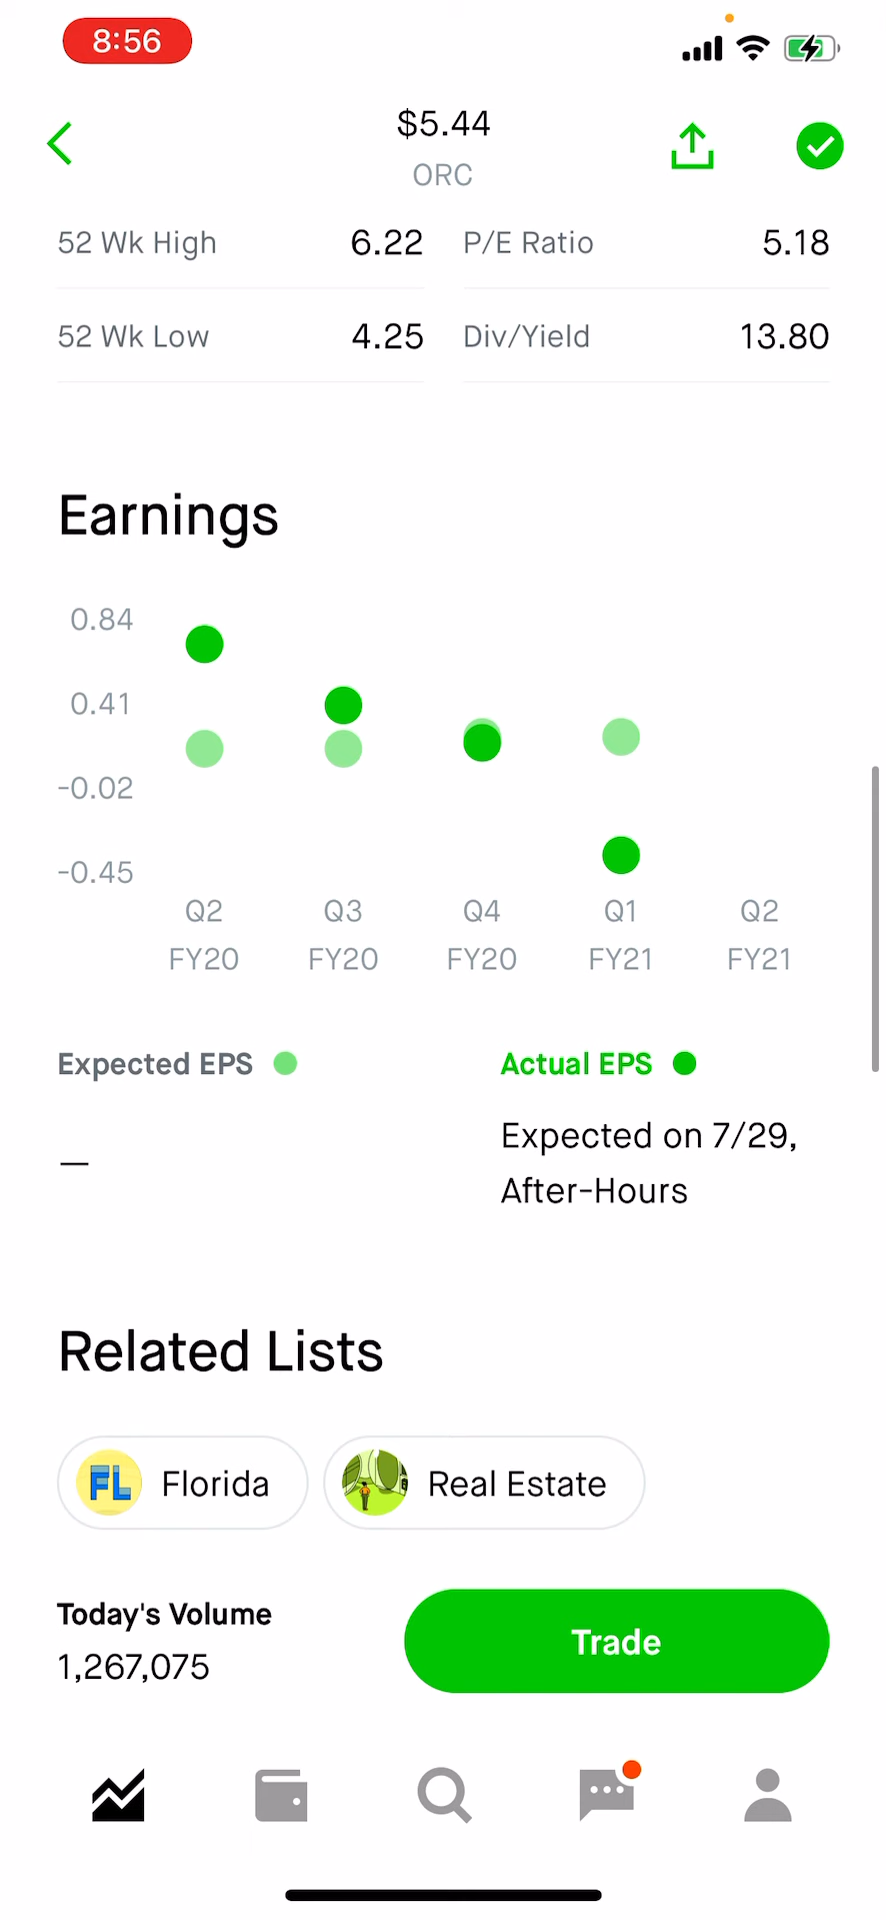 8:56
$5.44
ORC
52 Wk High 6.22 P/E Ratio 5.18
52 Wk Low 4.25 Div/Yield 13.80
Earnings
0.84
0.41
-0.02
-0.45
Q2 Q3 Q4 Q1 Q2
FY20 FY20 FY20 FY21 FY21
Expected EPS Actual EPS
— Expected on 7/29,
After-Hours
Related Lists
FL Florida Real Estate
Today's Volume
1,267,075
Trade